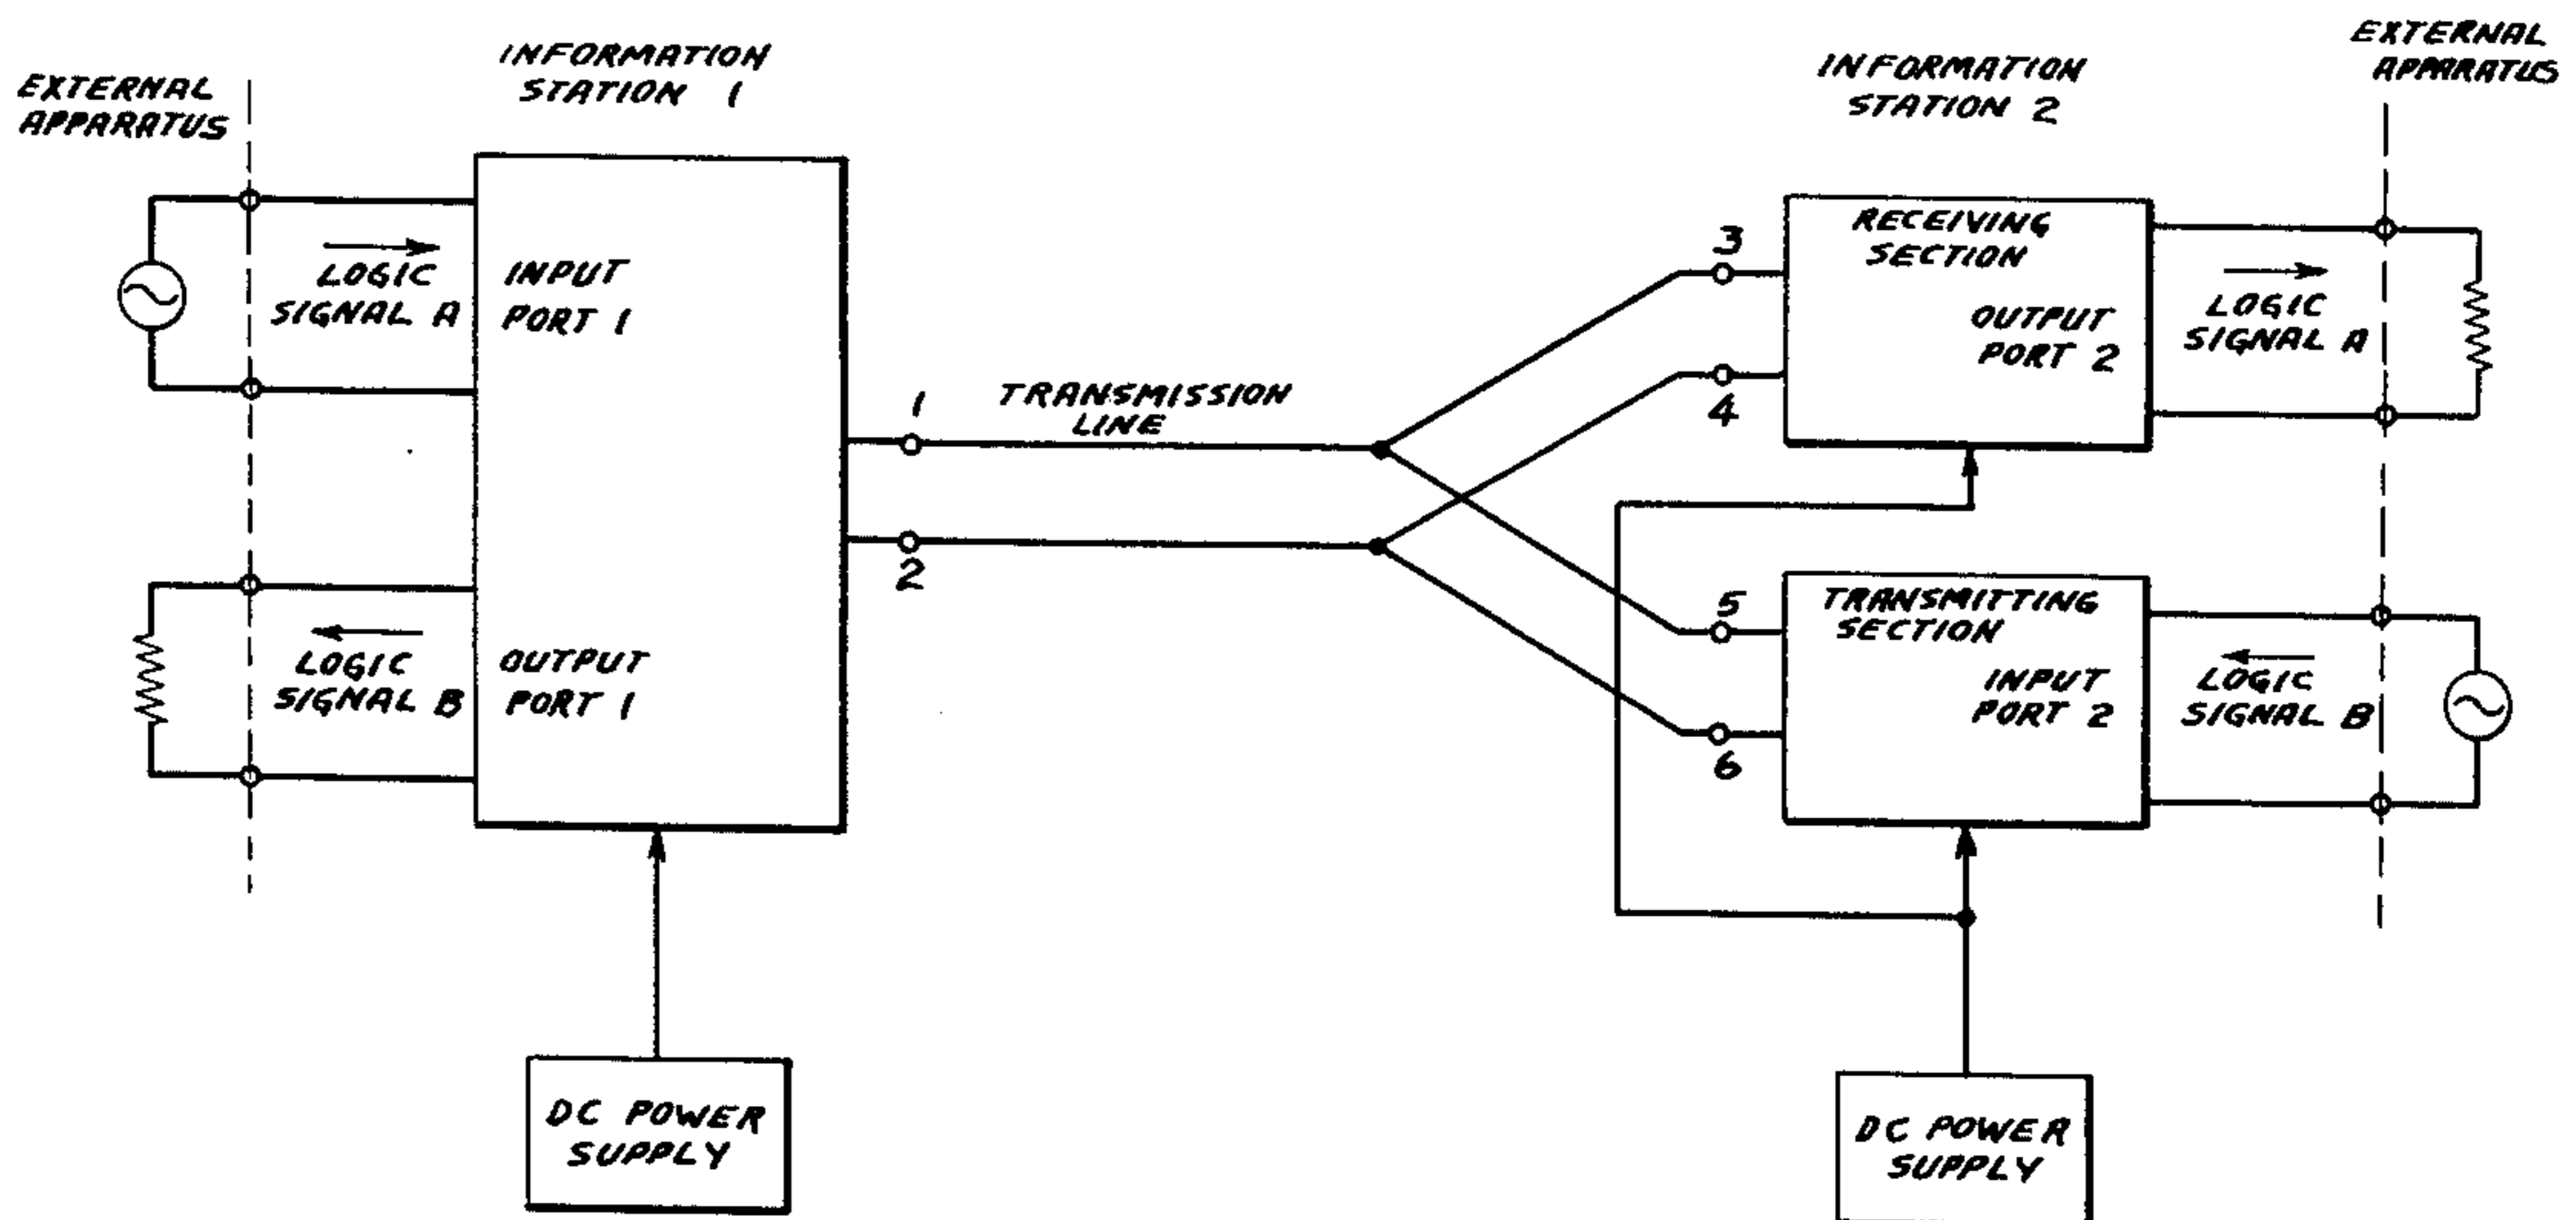 EXTERNAL
APPARATUS
INFORMATION
STATION 1
INFORMATION
STATION 2
EXTERNAL
APPARATUS
LOGIC
SIGNAL A
INPUT
PORT 1
LOGIC
SIGNAL B
OUTPUT
PORT 1
1
TRANSMISSION
LINE
2
3
4
RECEIVING
SECTION
OUTPUT
PORT 2
LOGIC
SIGNAL A
5
6
TRANSMITTING
SECTION
INPUT
PORT 2
LOGIC
SIGNAL B
DC POWER
SUPPLY
DC POWER
SUPPLY